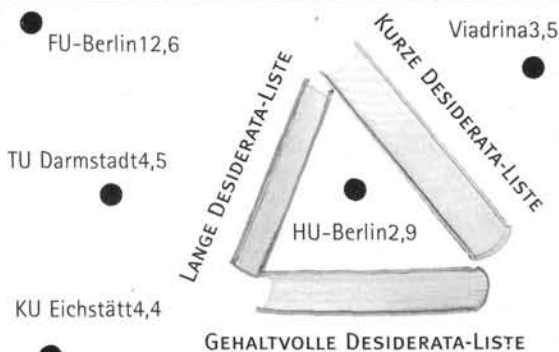 FU-Berlin12,6
Viadrina3,5
KURZE DESIDERATA-LISTE
LANGE DESIDERATA-LISTE
TU Darmstadt4,5
HU-Berlin2,9
KU Eichstätt4,4
GEHALTVOLLE DESIDERATA-LISTE